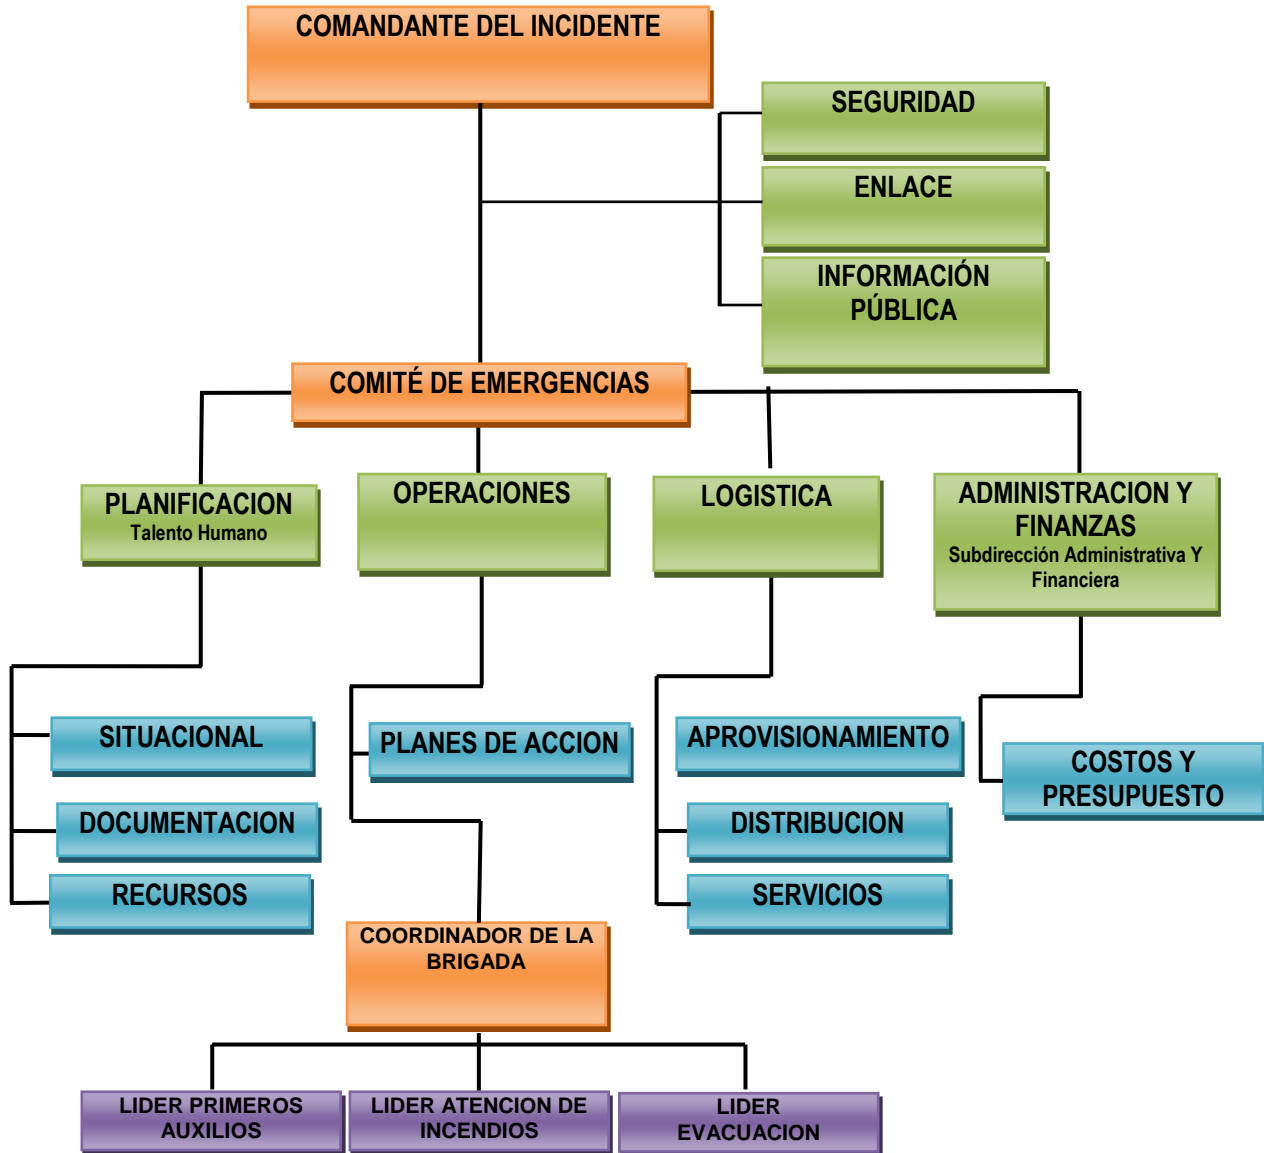 COMANDANTE DEL INCIDENTE
SEGURIDAD
ENLACE
INFORMACIÓN
PÚBLICA
COMITÉ DE EMERGENCIAS
PLANIFICACION
Talento Humano
OPERACIONES
LOGISTICA
ADMINISTRACION Y
FINANZAS
Subdirección Administrativa Y
Financiera
SITUACIONAL
DOCUMENTACION
RECURSOS
PLANES DE ACCION
APROVISIONAMIENTO
DISTRIBUCION
SERVICIOS
COSTOS Y
PRESUPUESTO
COORDINADOR DE LA
BRIGADA
LIDER PRIMEROS
AUXILIOS
LIDER ATENCION DE
INCENDIOS
LIDER
EVACUACION